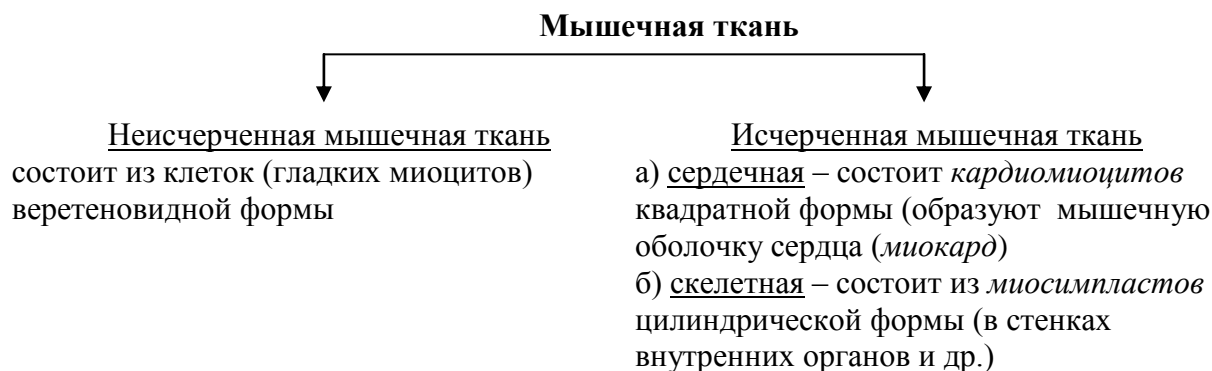 Мышечная ткань
Неисчерченная мышечная ткань
состоит из клеток (гладких миоцитов)
веретеновидной формы
Исчерченная мышечная ткань
а) сердечная – состоит кардиомиоцитов
квадратной формы (образуют мышечную
оболочку сердца (миокард)
б) скелетная – состоит из миосимпластов
цилиндрической формы (в стенках
внутренних органов и др.)